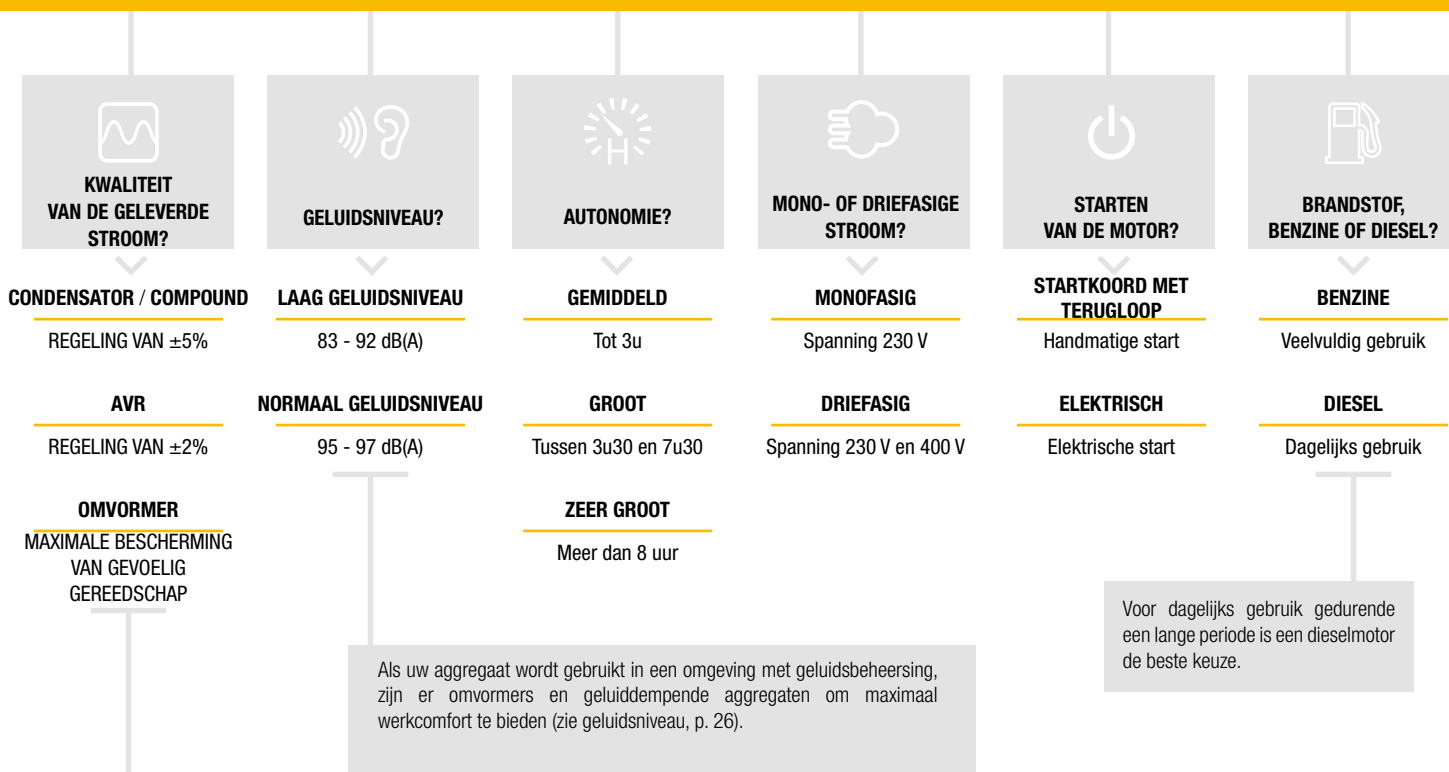 KWALITEIT
VAN DE GELEVERDE
STROOM?
CONDENSATOR / COMPOUND
REGELING VAN ±5%
AVR
REGELING VAN ±2%
OMVORMER
MAXIMALE BESCHERMING
VAN GEVOELIG
GEREEDSCHAP
GELUIDSNIVEAU?
LAAG GELUIDSNIVEAU
83 - 92 dB(A)
NORMAAL GELUIDSNIVEAU
95 - 97 dB(A)
Als uw aggregaat wordt gebruikt in een omgeving met geluidsbeheersing,
zijn er omvormers en geluiddempende aggregaten om maximaal
werkcomfort te bieden (zie geluidsniveau, p. 26).
H
AUTONOMIE?
GEMIDDELD
Tot 3u
GROOT
Tussen 3u30 en 7u30
ZEER GROOT
Meer dan 8 uur
MONO- OF DRIEFASIGE
STROOM?
MONOFASIG
Spanning 230 V
DRIEFASIG
Spanning 230 V en 400 V
STARTEN
VAN DE MOTOR?
STARTKOORD MET
TERUGLOOP
Handmatige start
ELEKTRISCH
Elektrische start
BRANDSTOF,
BENZINE OF DIESEL?
BENZINE
Veelvuldig gebruik
DIESEL
Dagelijks gebruik
Voor dagelijks gebruik gedurende
een lange periode is een dieselmotor
de beste keuze.